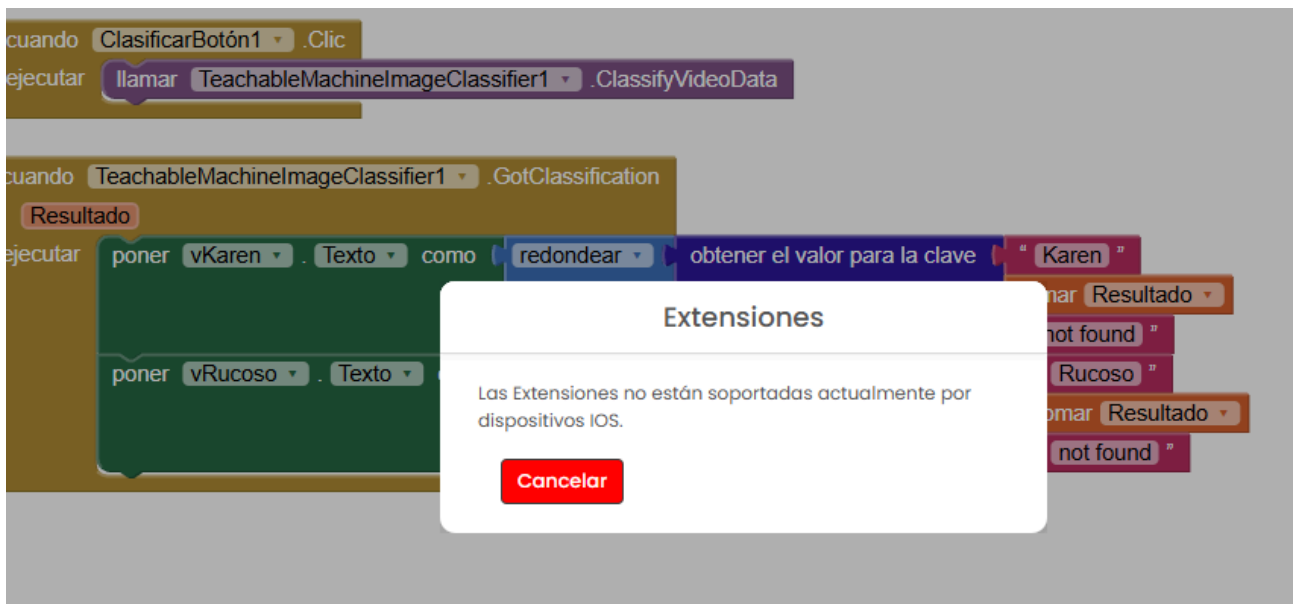 cuando ClasificarBotón1 .Clic
ejecutar llamar TeachableMachineImageClassifier1 .ClassifyVideoData
cuando TeachableMachineImageClassifier1 .GotClassification
Resultado
ejecutar poner vKaren . Texto como redondear obtener el valor para la clave " Karen "
Resultado
not found "
poner vRucoso . Texto
Rucoso "
Resultado
not found "
Extensiones
Las Extensiones no están soportadas actualmente por
dispositivos IOS.
Cancelar